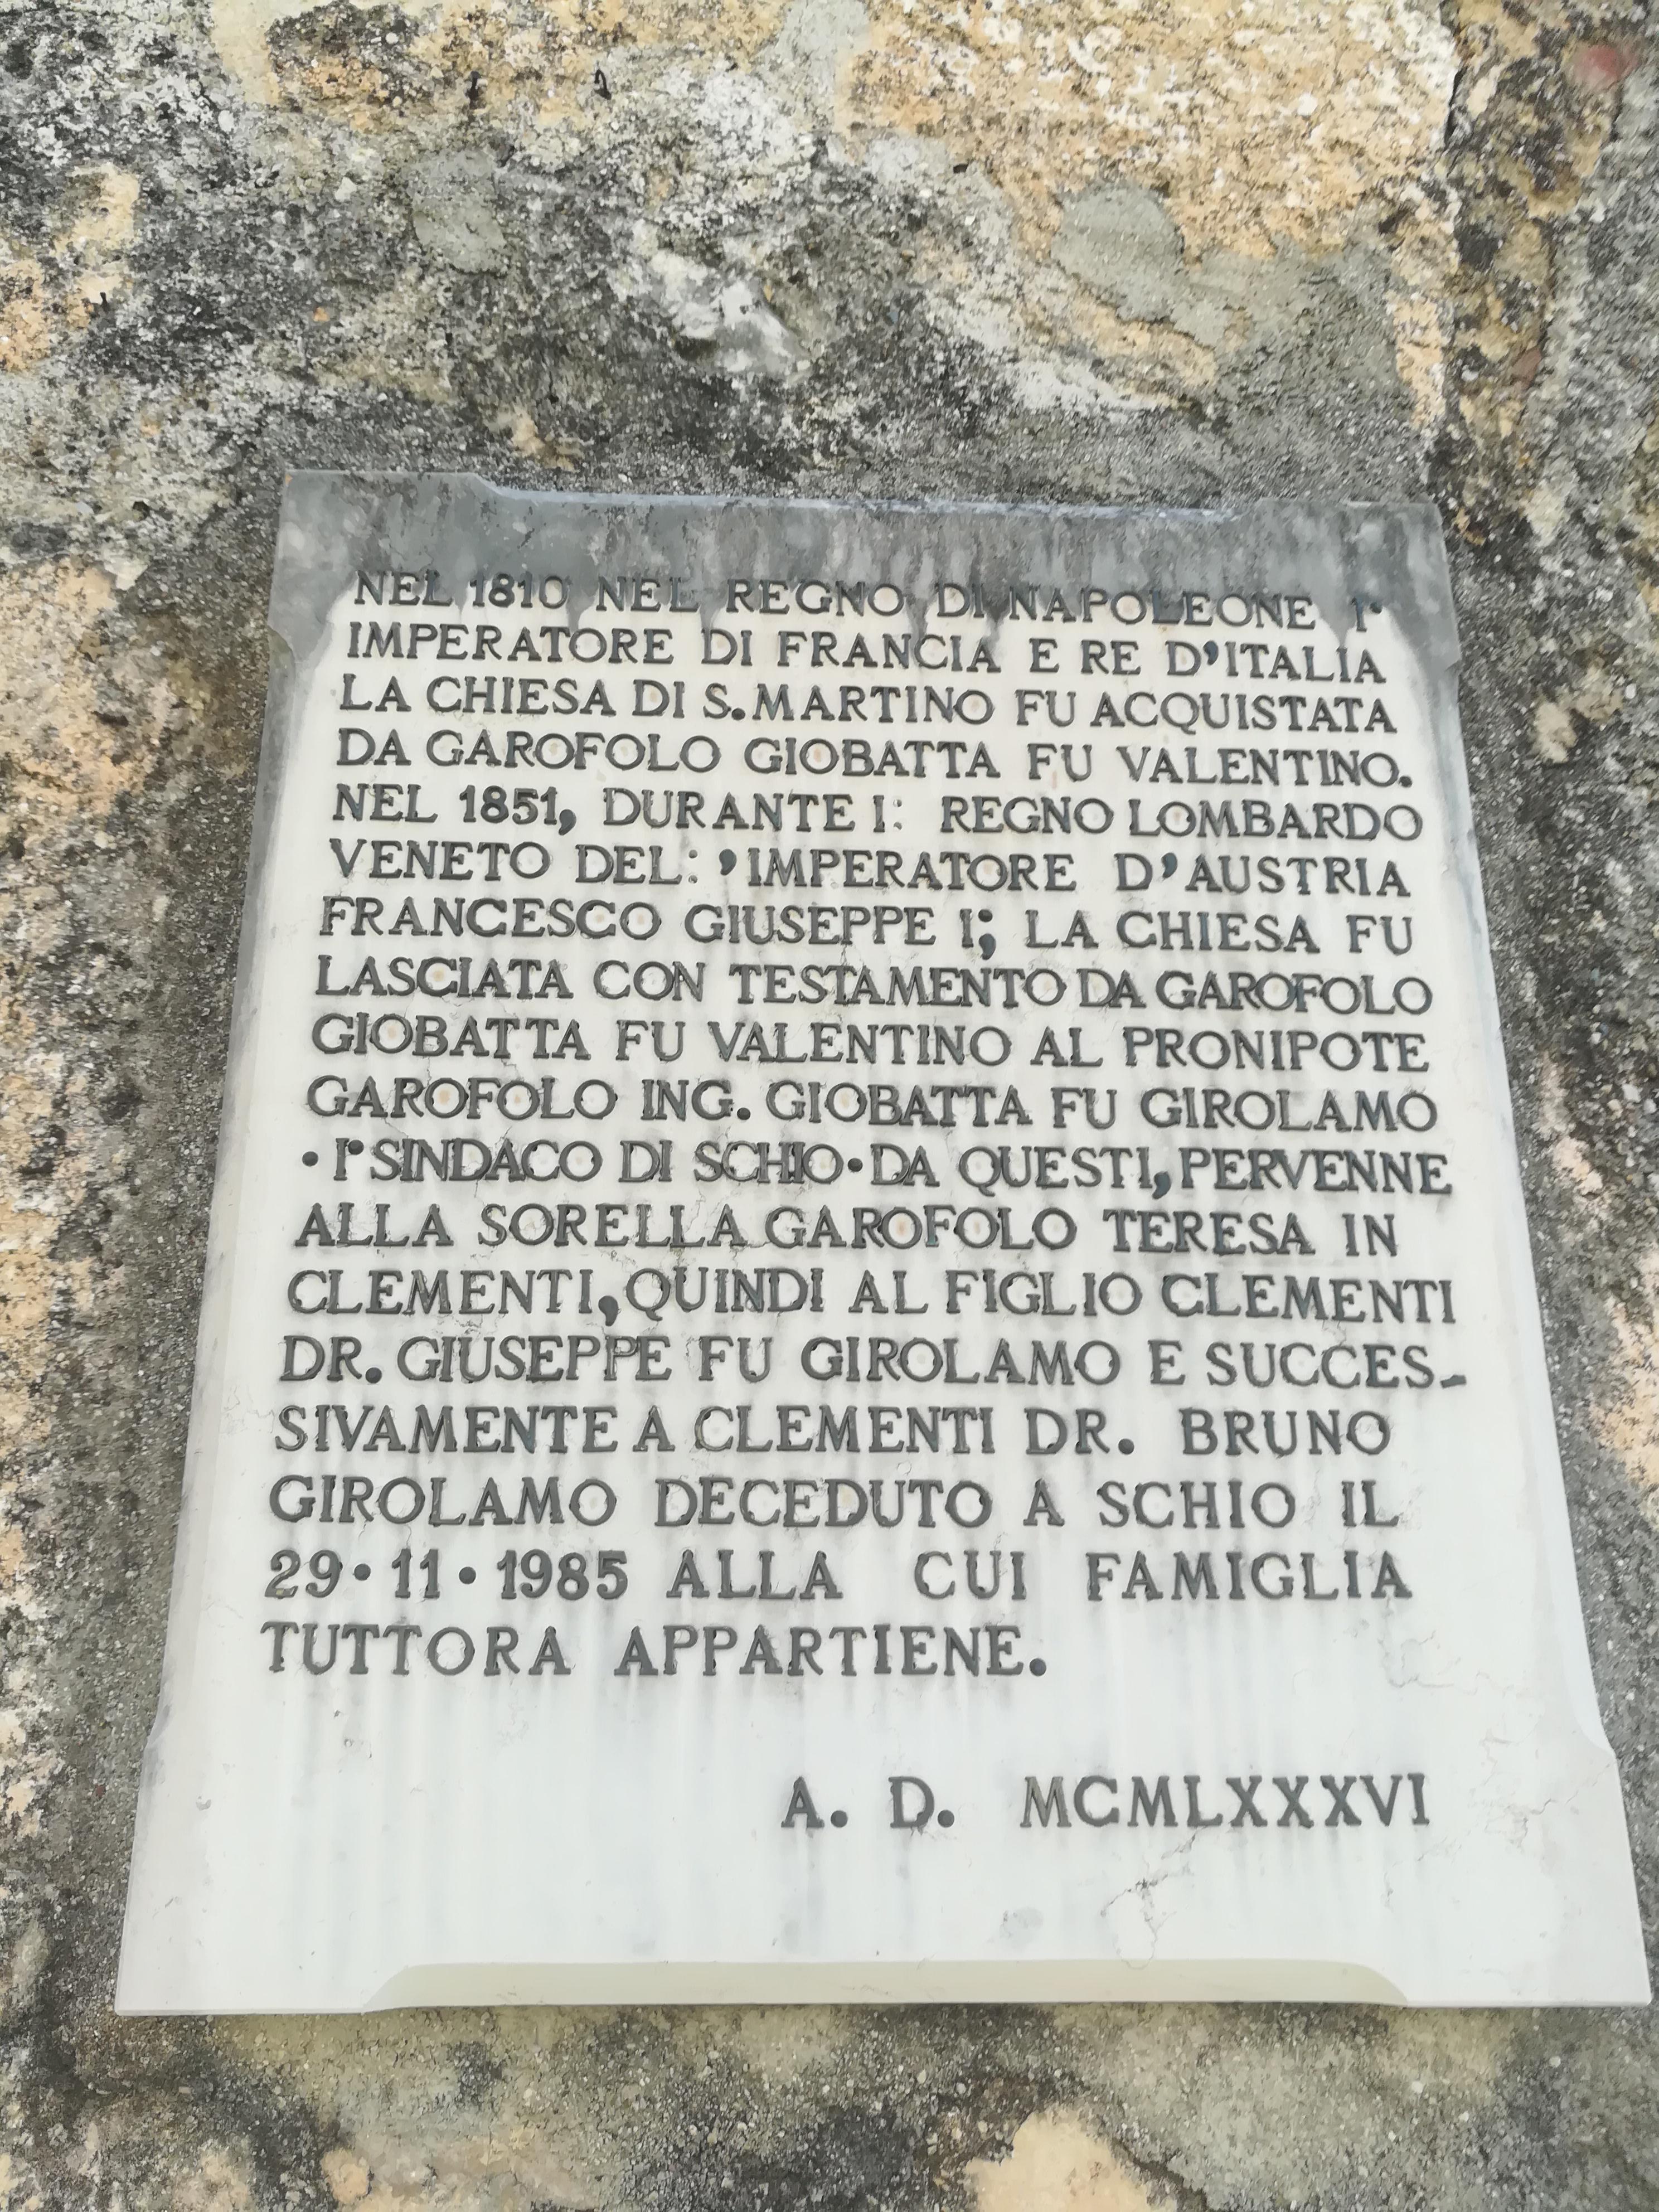 NEL 1810 NEL REGNO DI NAPOLEONE I°
IMPERATORE DI FRANCIA E RE D'ITALIA
LA CHIESA DI S.MARTINO FU ACQUISTATA
DA GAROFOLO GIOBATTA FU VALENTINO.
NEL 1851, DURANTE I: REGNO LOMBARDO
VENETO DEL: 'IMPERATORE D'AUSTRIA
FRANCESCO GIUSEPPE I; LA CHIESA FU
LASCIATA CON TESTAMENTO DA GAROFOLO
GIOBATTA FU VALENTINO AL PRONIPOTE
GAROFOLO ING. GIOBATTA FU GIROLAMO
•I° SINDACO DI SCHIO•DA QUESTI, PERVENNE
ALLA SORELLA GAROFOLO TERESA IN
CLEMENTI, QUINDI AL FIGLIO CLEMENTI
DR. GIUSEPPE FU GIROLAMO E SUCCES-
SIVAMENTE A CLEMENTI DR. BRUNO
GIROLAMO DECEDUTO A SCHIO IL
29•11•1985 ALLA CUI FAMIGLIA
TUTTORA APPARTIENE.
A. D. MCMLXXXVI